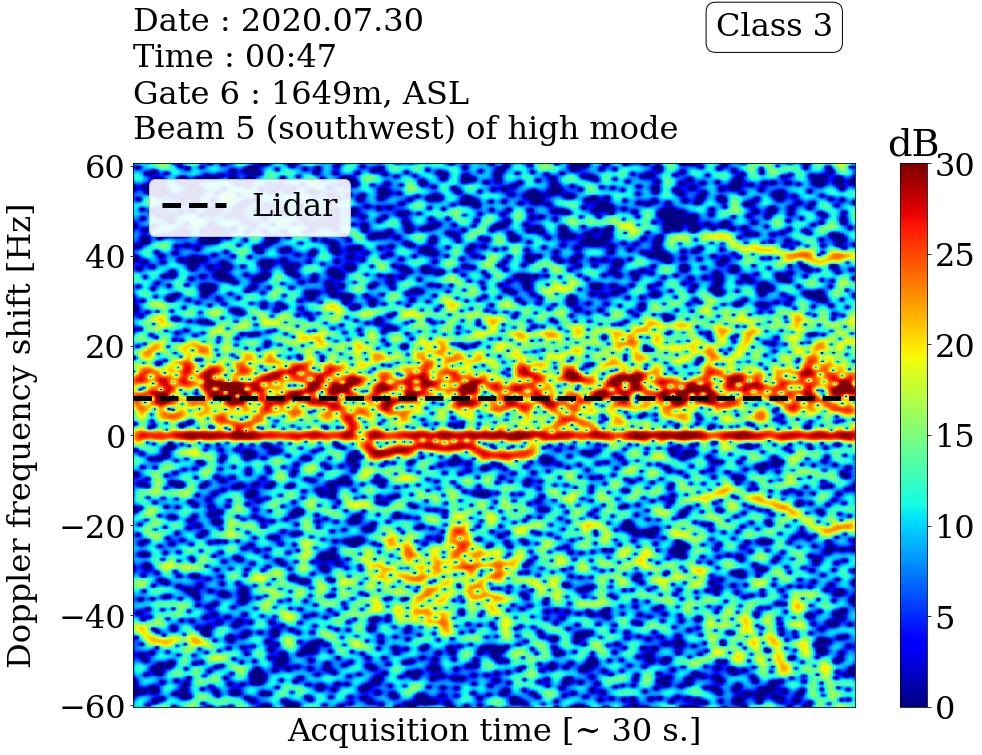 Date : 2020.07.30
Time : 00:47
Gate 6 : 1649m, ASL
Beam 5 (southwest) of high mode
Class 3
dB
Lidar
Doppler frequency shift [Hz]
60
40
20
0
−20
−40
−60
30
25
20
15
10
5
0
Acquisition time [~ 30 s.]